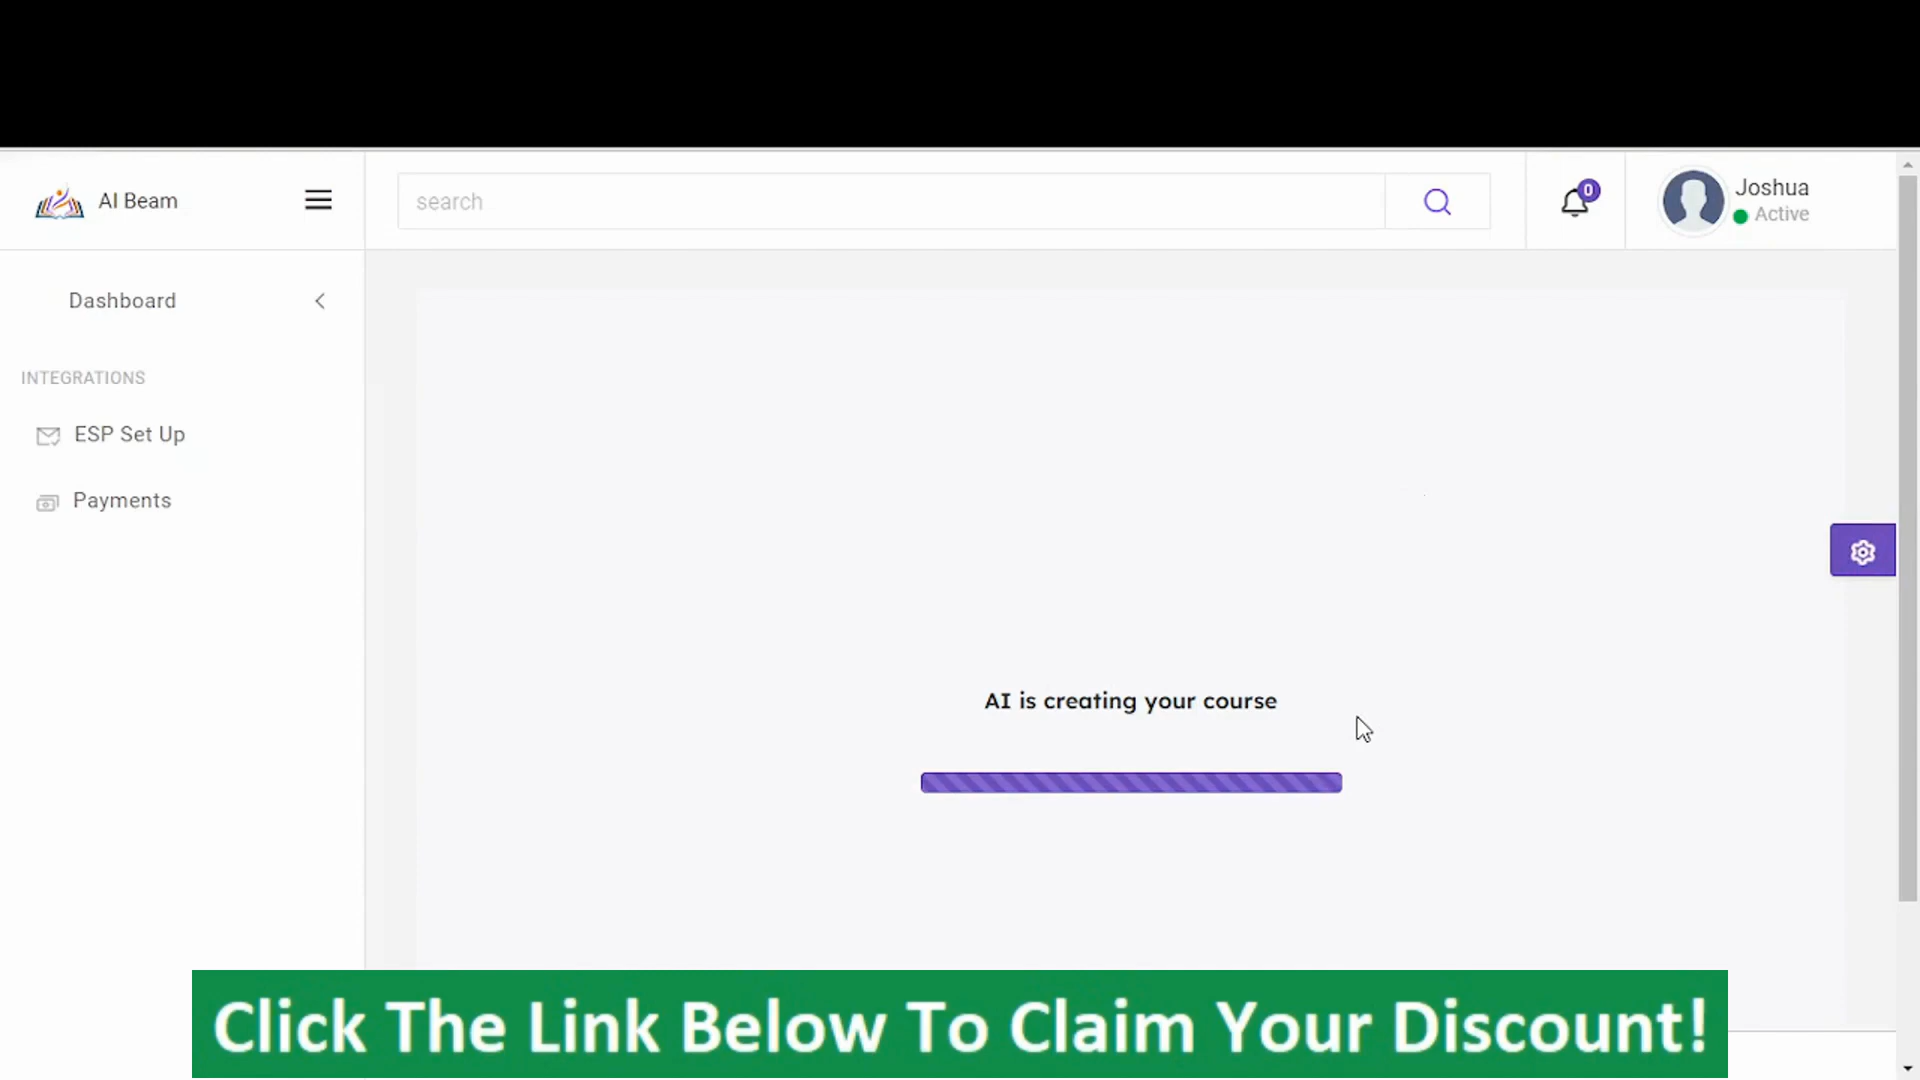 AI Beam
search
0
Joshua
Active
Dashboard
INTEGRATIONS
ESP Set Up
Payments
AI is creating your course
Click The Link Below To Claim Your Discount!